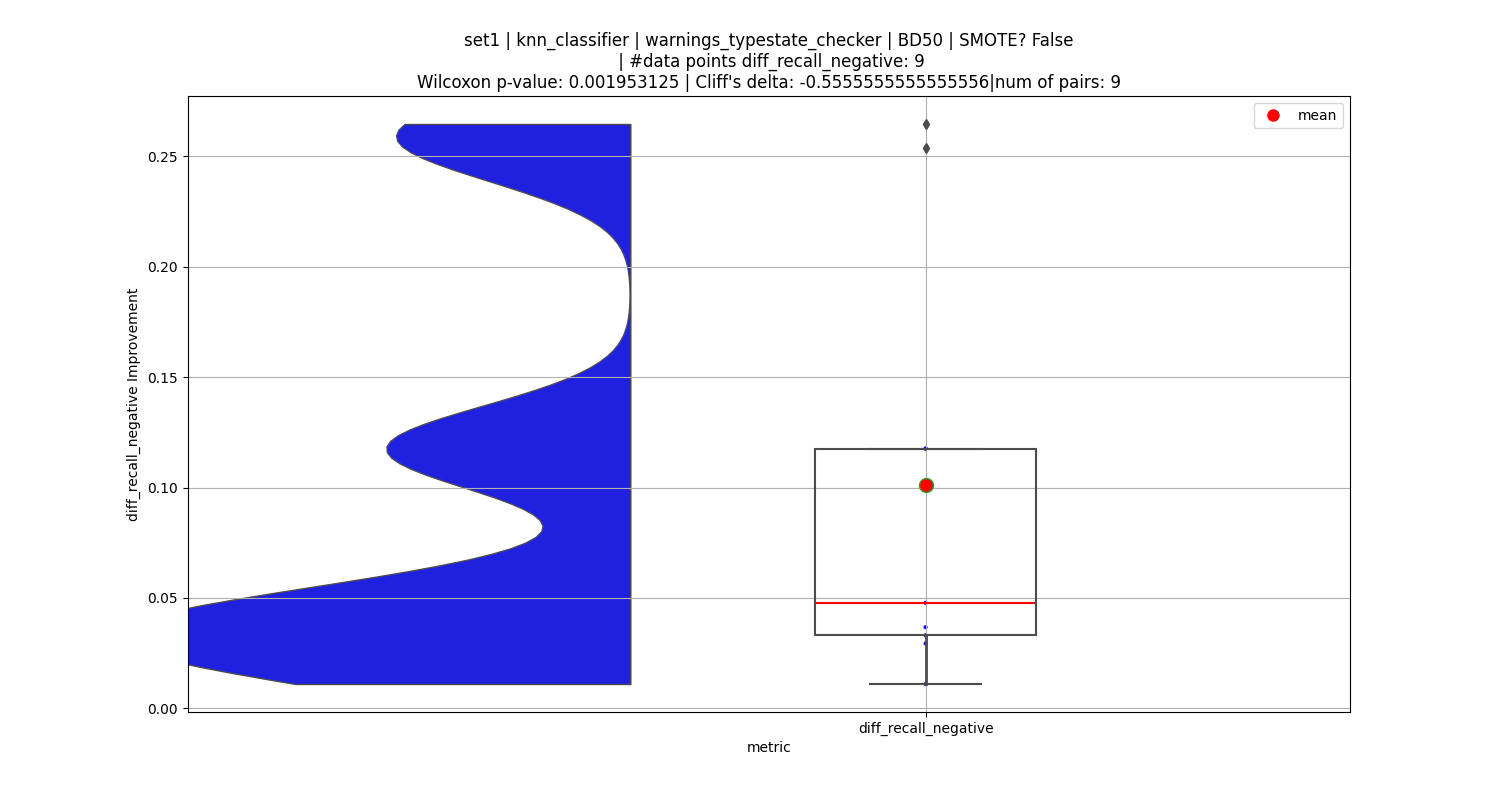 set1 | knn_classifier | warnings_typestate_checker | BD50 | SMOTE? False
| #data points diff_recall_negative: 9
Wilcoxon p-value: 0.001953125 | Cliff's delta: -0.5555555555555556|num of pairs: 9
mean
0.25
0.20
0.15
0.10
0.05
0.00
diff_recall_negative Improvement
diff_recall_negative
metric